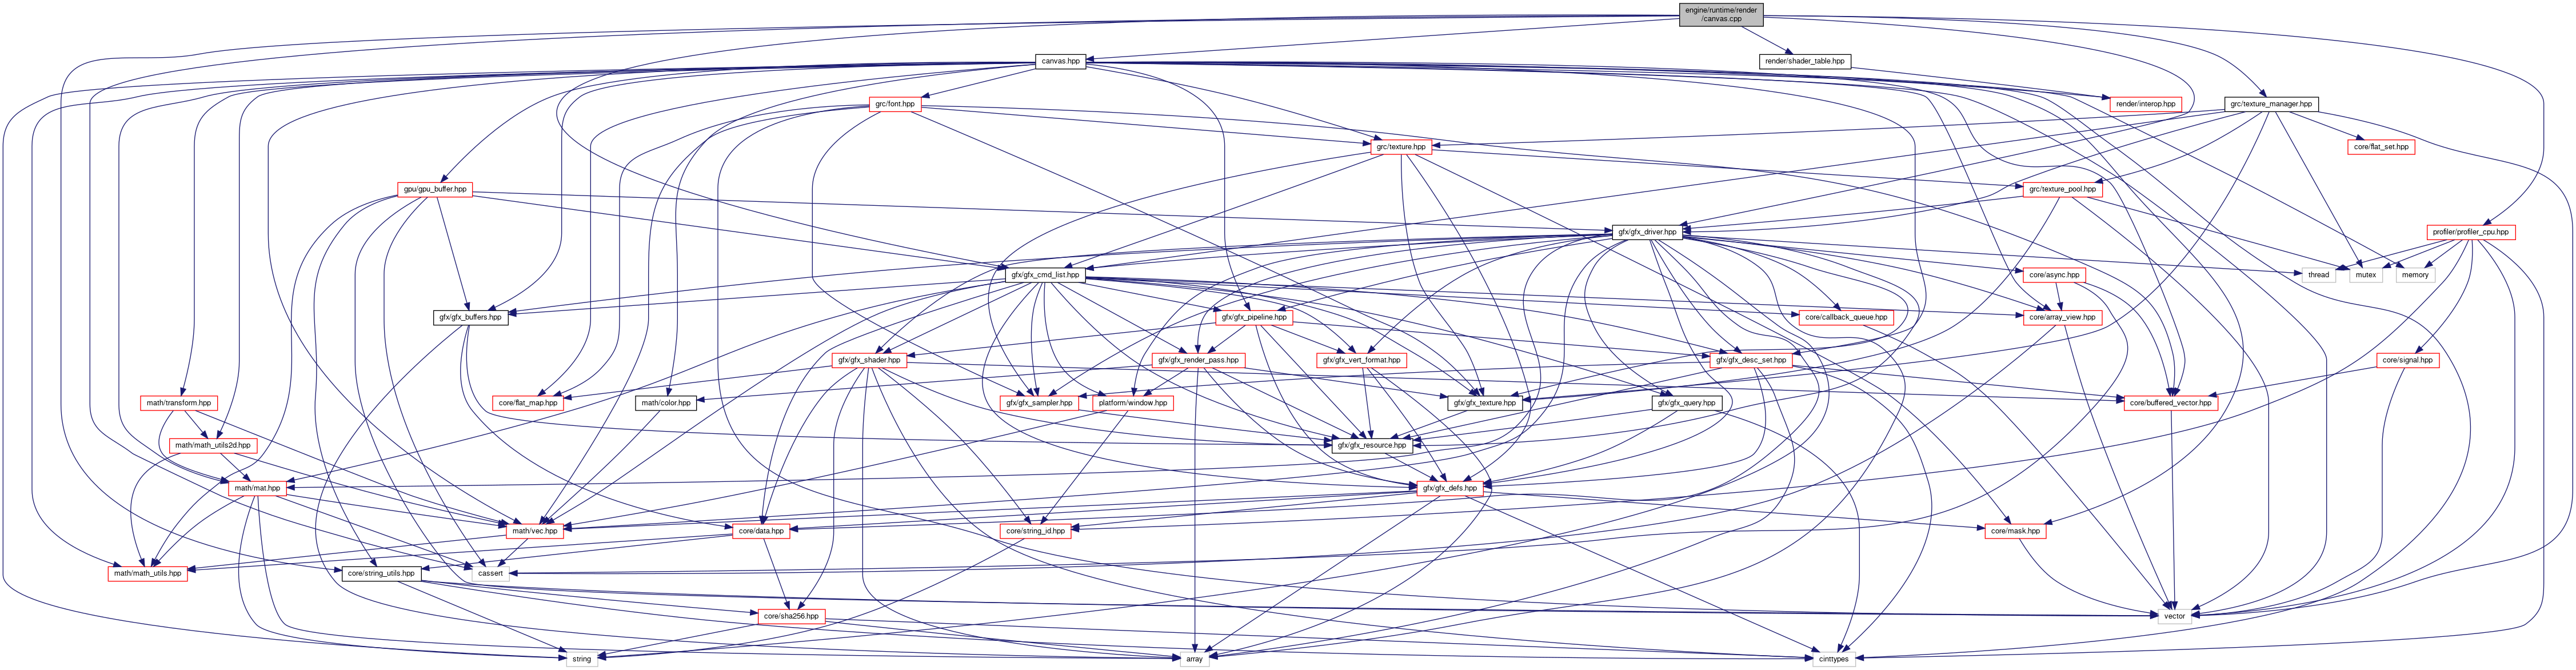 engine/runtime/render
/canvas.cpp
canvas.hpp
render/shader_table.hpp
grc/font.hpp
render/interop.hpp
grc/texture_manager.hpp
grc/texture.hpp
core/flat_set.hpp
gpu/gpu_buffer.hpp
grc/texture_pool.hpp
gfx/gfx_driver.hpp
profiler/profiler_cpu.hpp
gfx/gfx_cmd_list.hpp
core/async.hpp
thread
mutex
memory
gfx/gfx_buffers.hpp
gfx/gfx_pipeline.hpp
core/callback_queue.hpp
core/array_view.hpp
gfx/gfx_shader.hpp
gfx/gfx_render_pass.hpp
gfx/gfx_vert_format.hpp
gfx/gfx_desc_set.hpp
core/signal.hpp
math/transform.hpp
core/flat_map.hpp
math/color.hpp
gfx/gfx_sampler.hpp
platform/window.hpp
gfx/gfx_texture.hpp
gfx/gfx_query.hpp
core/buffered_vector.hpp
math/math_utils2d.hpp
gfx/gfx_resource.hpp
math/mat.hpp
gfx/gfx_defs.hpp
math/vec.hpp
core/data.hpp
core/string_id.hpp
core/mask.hpp
math/math_utils.hpp
core/string_utils.hpp
cassert
core/sha256.hpp
vector
string
array
cinttypes